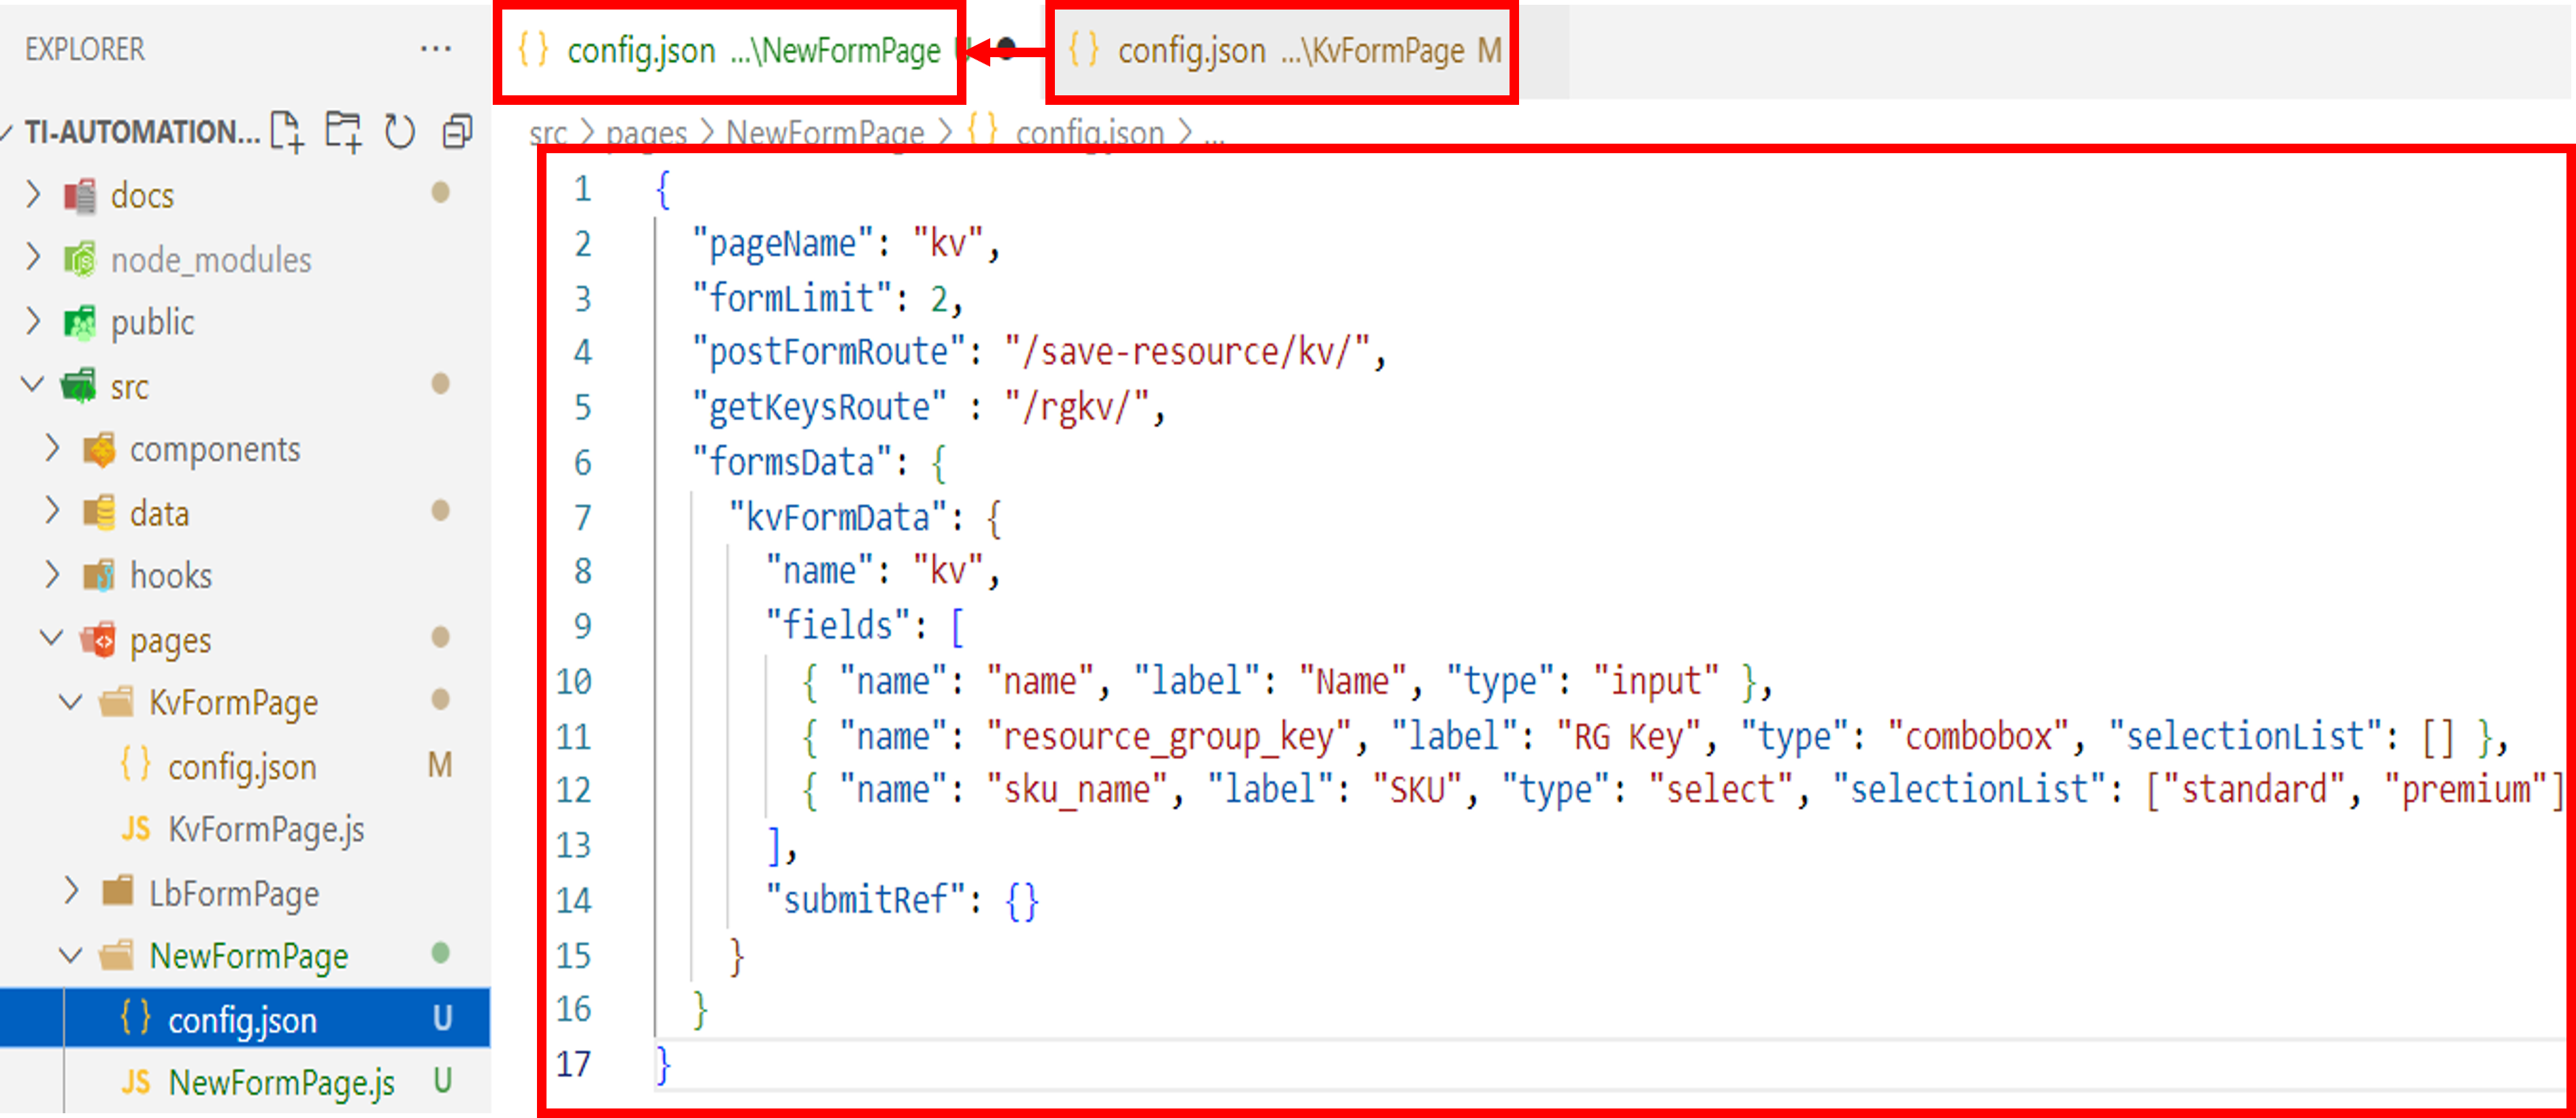 EXPLORER ...
TI-AUTOMATION...
docs
node_modules
public
src
components
data
hooks
pages
KvFormPage
{} config.json M
JS KvFormPage.js
LbFormPage
NewFormPage
{} config.json U
JS NewFormPage.js U
{} config.json ...\NewFormPage
{} config.json ...\KvFormPage M
src > pages > NewFormPage > {} config.json > ...
1 {
2 "pageName": "kv",
3 "formLimit": 2,
4 "postFormRoute": "/save-resource/kv/",
5 "getKeysRoute" : "/rgkv/",
6 "formsData": {
7 "kvFormData": {
8 "name": "kv",
9 "fields": [
10 { "name": "name", "label": "Name", "type": "input" },
11 { "name": "resource_group_key", "label": "RG Key", "type": "combobox", "selectionList": [] },
12 { "name": "sku_name", "label": "SKU", "type": "select", "selectionList": ["standard", "premium"]
13 ],
14 "submitRef": {}
15 }
16 }
17 }